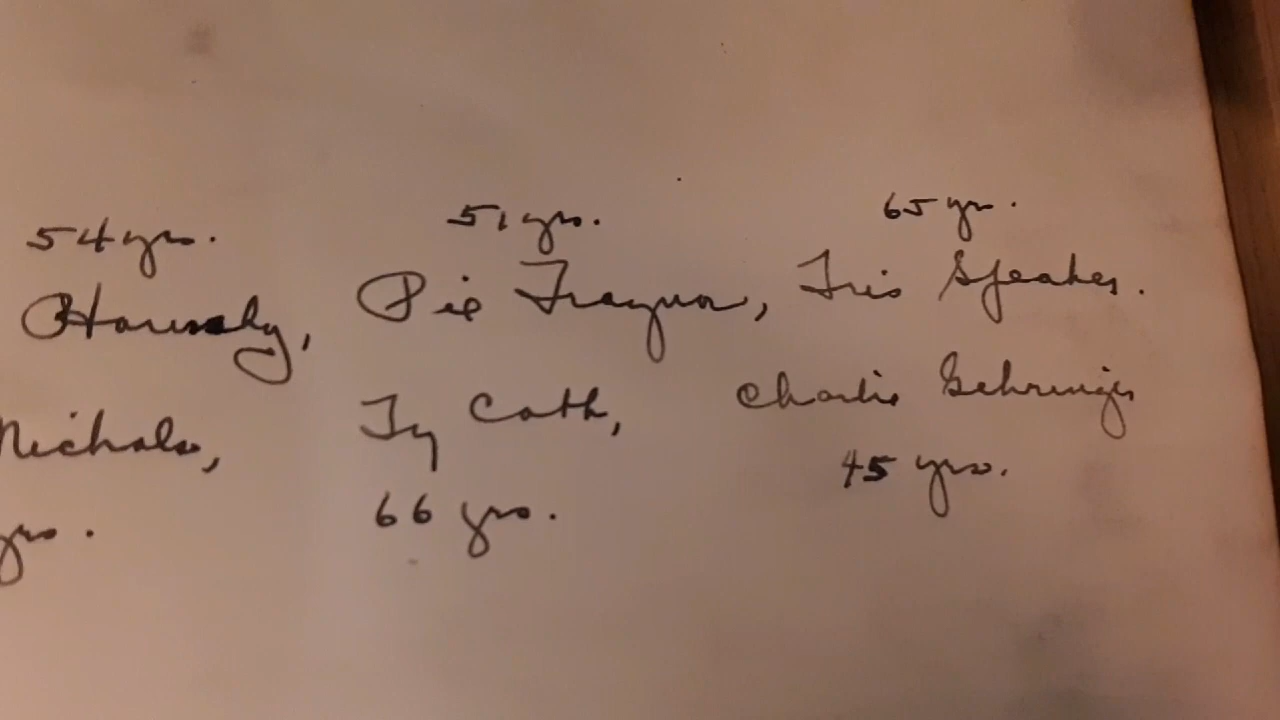 54 yrs. 51 yrs. 65 yrs.
Hornsby, Pie Traynor, Tris Speaker.
Nichols, Ty Cobb, Charlie Gehringer
yrs. 66 yrs. 45 yrs.